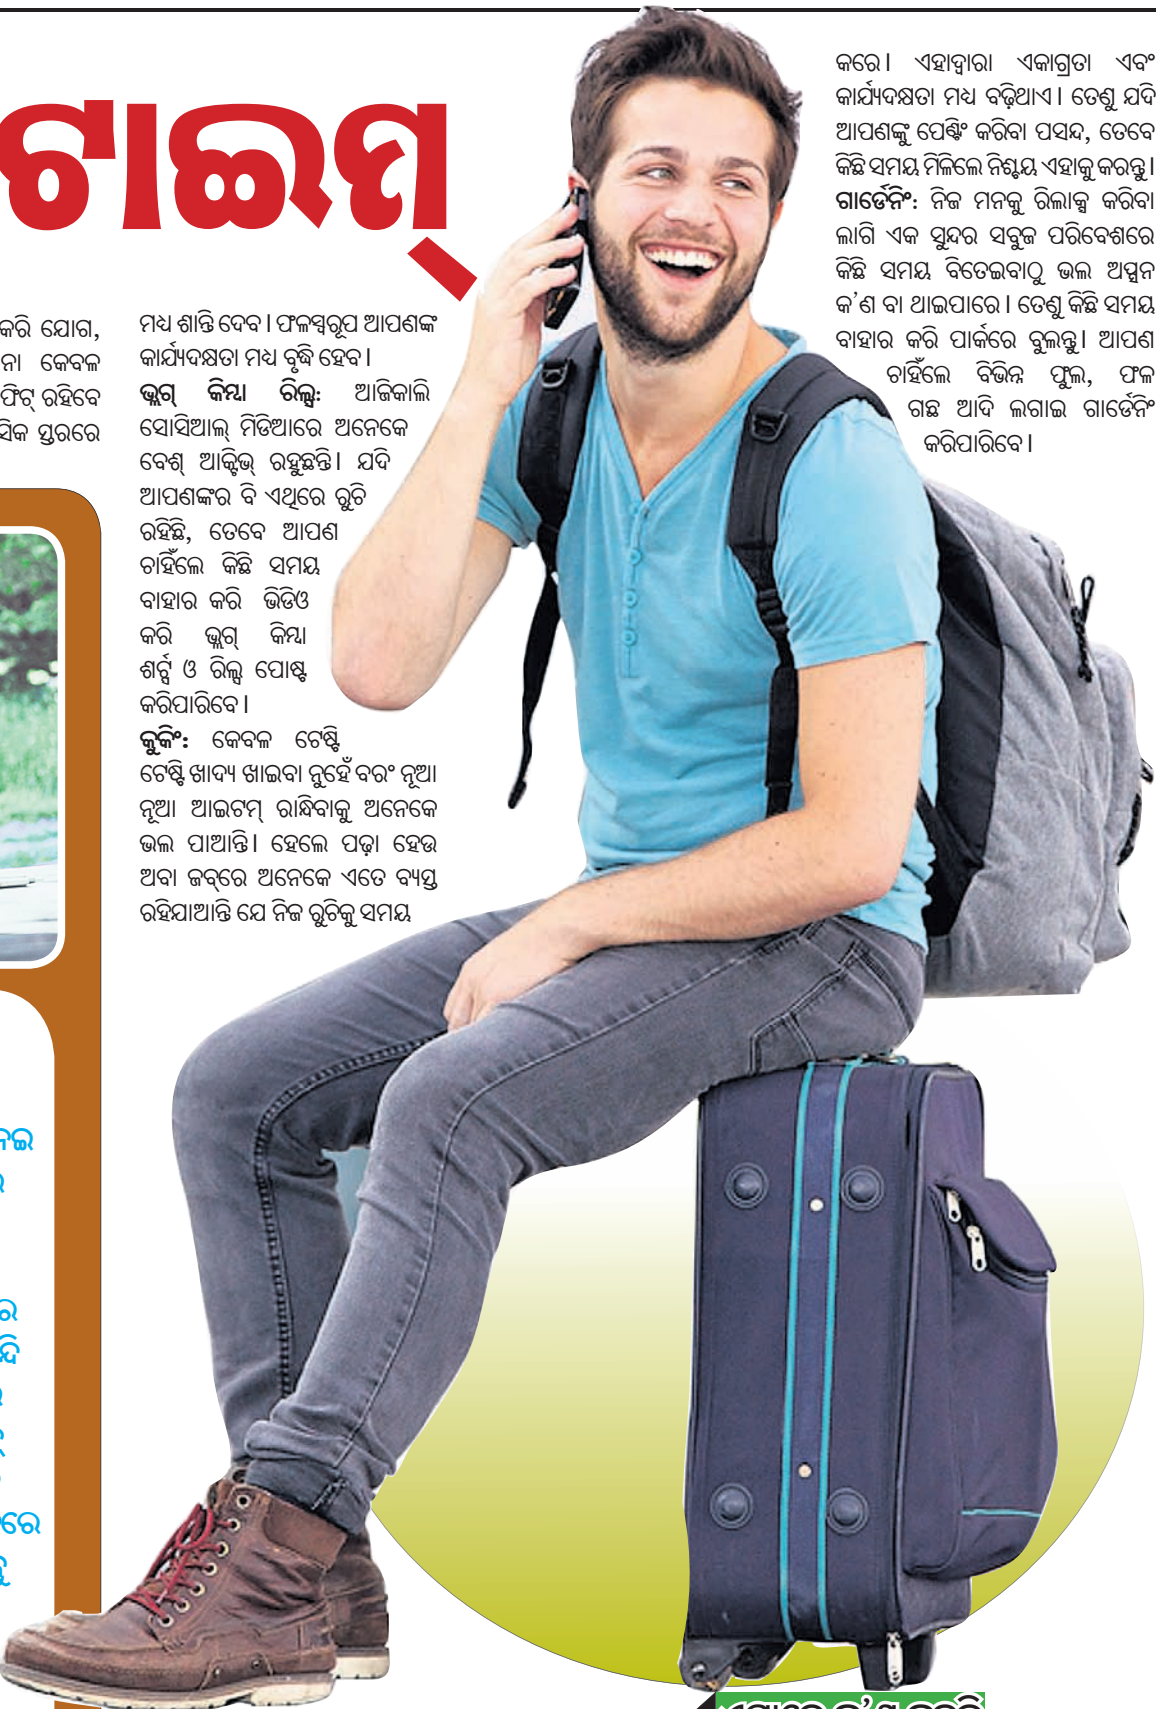 ଟାଇମ୍
କରି ଯୋଗ,
ନା କେବଳ
ଫିଟ୍ ରହିବେ
ସିକ ସ୍ତରରେ
ମଧ୍ୟ ଶାନ୍ତି ଦେବ। ଫଳସ୍ୱରୂପ ଆପଣଙ୍କ
କାର୍ଯ୍ୟଦକ୍ଷତା ମଧ୍ୟ ବୃଦ୍ଧି ହେବ।
ଭ୍ଲଗ୍ କିମ୍ବା ରିଲ୍ସ: ଆଜିକାଲି
ସୋସିଆଲ୍ ମିଡିଆରେ ଅନେକେ
ବେଶ୍ ଆକ୍ଟିଭ୍ ରହୁଛନ୍ତି। ଯଦି
ଆପଣଙ୍କର ବି ଏଥିରେ ରୁଚି
ରହିଛି, ତେବେ ଆପଣ
ଚାହିଁଲେ କିଛି ସମୟ
ବାହାର କରି ଭିଡିଓ
କରି ଭ୍ଲଗ୍ କିମ୍ବା
ଶର୍ଟ୍ସ ଓ ରିଲ୍ସ ପୋଷ୍ଟ
କରିପାରିବେ।
କୁକିଂ: କେବଳ ଟେଷ୍ଟି
ଟେଷ୍ଟି ଖାଦ୍ୟ ଖାଇବା ନୁହେଁ ବରଂ ନୂଆ
ନୂଆ ଆଇଟମ୍ ରାନ୍ଧିବାକୁ ଅନେକେ
ଭଲ ପାଆନ୍ତି। ହେଲେ ପଢ଼ା ହେଉ
ଅବା ଜବ୍‌ରେ ଅନେକେ ଏତେ ବ୍ୟସ୍ତ
ରହିଯାଆନ୍ତି ଯେ ନିଜ ରୁଚିକୁ ସମୟ
କରେ। ଏହାଦ୍ୱାରା ଏକାଗ୍ରତା ଏବଂ
କାର୍ଯ୍ୟଦକ୍ଷତା ମଧ୍ୟ ବଢ଼ିଥାଏ। ତେଣୁ ଯଦି
ଆପଣଙ୍କୁ ପେଣ୍ଟିଂ କରିବା ପସନ୍ଦ, ତେବେ
କିଛି ସମୟ ମିଳିଲେ ନିଶ୍ଚୟ ଏହାକୁ କରନ୍ତୁ।
ଗାର୍ଡେନିଂ: ନିଜ ମନକୁ ରିଲାକ୍ସ କରିବା
ଲାଗି ଏକ ସୁନ୍ଦର ସବୁଜ ପରିବେଶରେ
କିଛି ସମୟ ବିତେଇବାଠୁ ଭଲ ଅପ୍ସନ
କ'ଣ ବା ଥାଇପାରେ। ତେଣୁ କିଛି ସମୟ
ବାହାର କରି ପାର୍କରେ ବୁଲନ୍ତୁ। ଆପଣ
ଚାହିଁଲେ ବିଭିନ୍ନ ଫୁଲ, ଫଳ
ଗଛ ଆଦି ଲଗାଇ ଗାର୍ଡେନିଂ
କରିପାରିବେ।